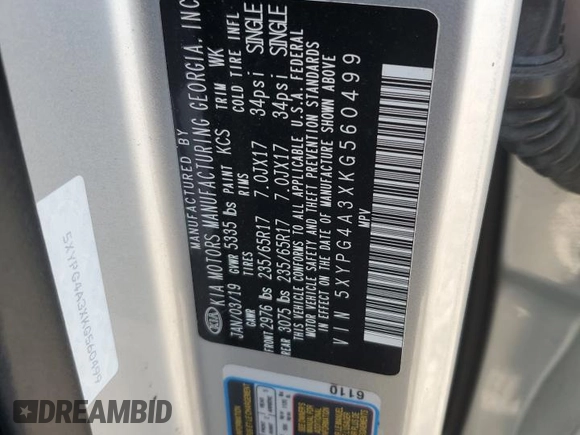 MANUFACTURED BY
KIA MOTORS MANUFACTURING GEORGIA, INC
JAN/03/19 GVWR 5335 lbs PAINT KCS TRIM WK
GAWR TIRES RIMS COLD TIRE INFL
FRONT 2976 lbs 235/65R17 7.0JX17 34psi SINGLE
REAR 3075 lbs 235/65R17 7.0JX17 34psi SINGLE
THIS VEHICLE CONFORMS TO ALL APPLICABLE U.S.A. FEDERAL
MOTOR VEHICLE SAFETY AND THEFT PREVENTION STANDARDS
IN EFFECT ON THE DATE OF MANUFACTURE SHOWN ABOVE
VIN 5XYPG4A3XKG560499
MPV
KIA
5XYPG4A3XKG560499
6110
DREAMBID